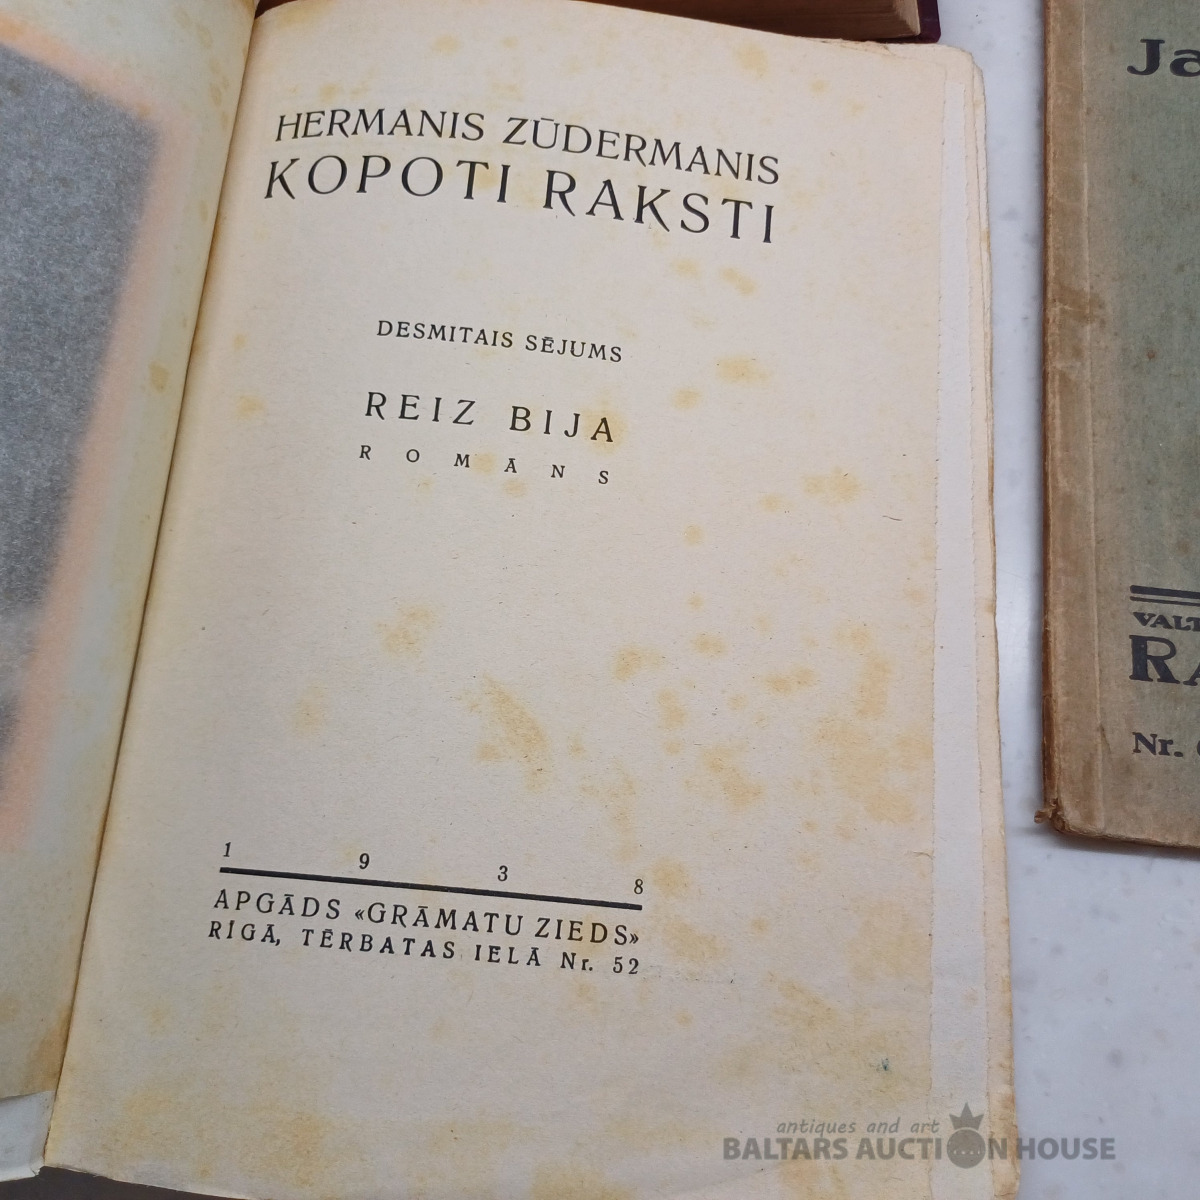 HERMANIS ZŪDERMANIS
KOPOTI RAKSTI
DESMITAIS SĒJUMS
REIZ BIJA
ROMĀNS
1938
APGĀDS «GRĀMATU ZIEDS»
RĪGĀ, TĒRBATAS IELĀ Nr. 52
Nr.
antiques and art
BALTARS AUCTION HOUSE